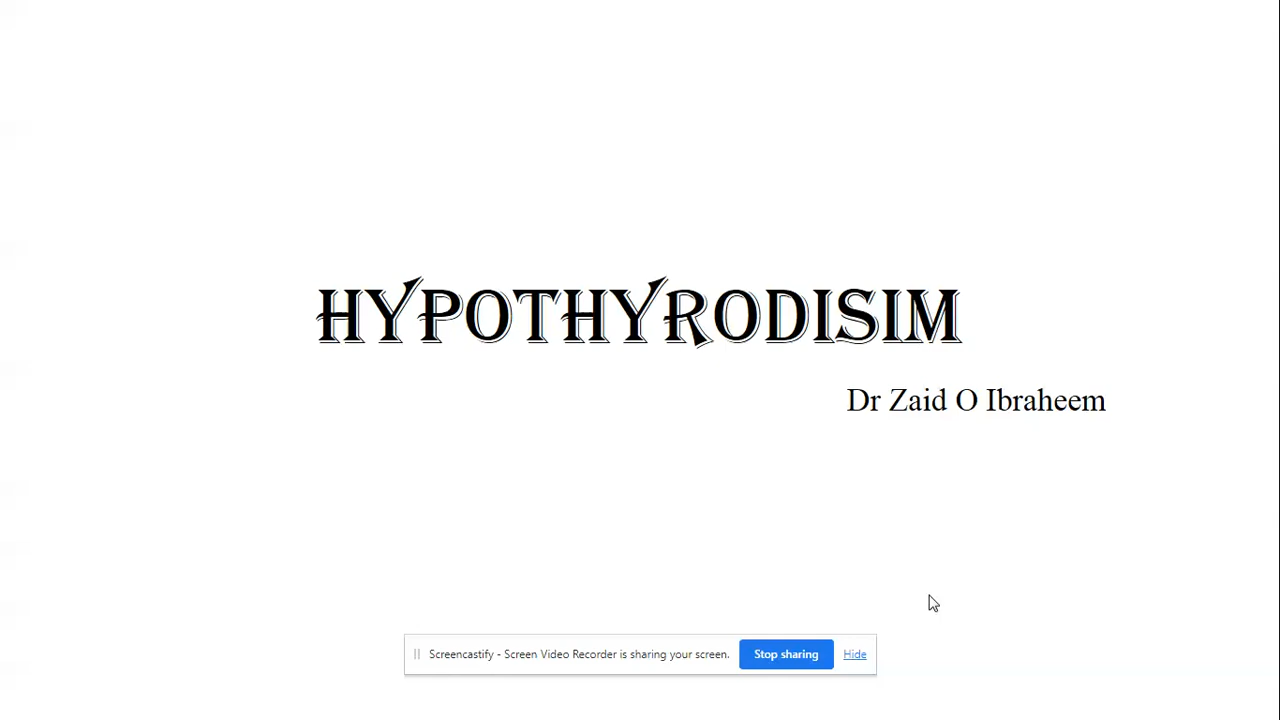 HYPOTHYRODISIM
Dr Zaid O Ibraheem
Screencastify - Screen Video Recorder is sharing your screen. Stop sharing Hide